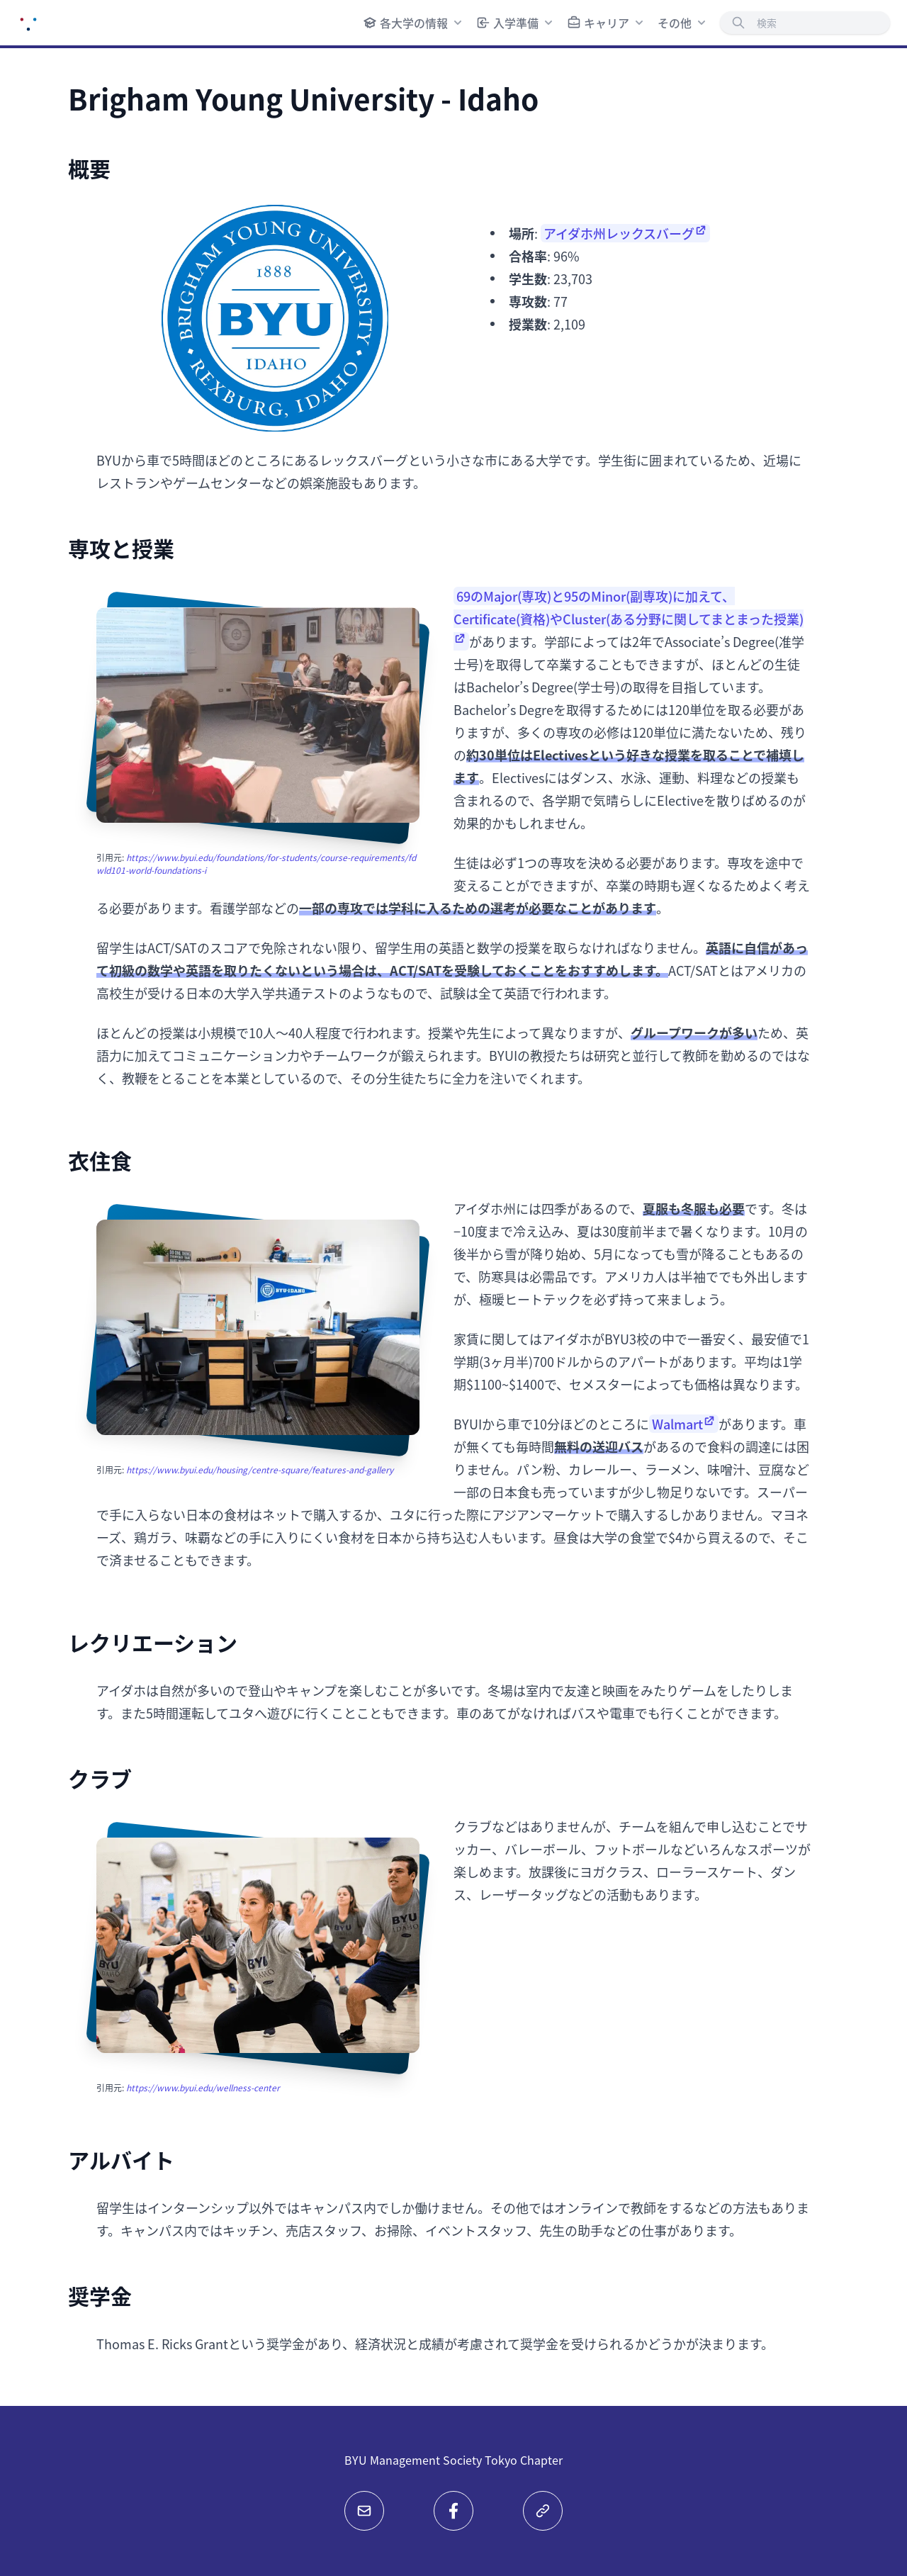 各大学の情報 入学準備 キャリア その他 検索
Brigham Young University - Idaho
概要
BRIGHAM YOUNG UNIVERSITY
1888
BYU
IDAHO
REXBURG, IDAHO
場所: アイダホ州レックスバーグ
合格率: 96%
学生数: 23,703
専攻数: 77
授業数: 2,109
BYUから車で5時間ほどのところにあるレックスバーグという小さな市にある大学です。学生街に囲まれているため、近場に
レストランやゲームセンターなどの娯楽施設もあります。
専攻と授業
69のMajor(専攻)と95のMinor(副専攻)に加えて、
Certificate(資格)やCluster(ある分野に関してまとまった授業)
があります。学部によっては2年でAssociate’s Degree(准学
士号)を取得して卒業することもできますが、ほとんどの生徒
はBachelor’s Degree(学士号)の取得を目指しています。
Bachelor’s Degreを取得するためには120単位を取る必要があ
りますが、多くの専攻の必修は120単位に満たないため、残り
の約30単位はElectivesという好きな授業を取ることで補填し
ます。Electivesにはダンス、水泳、運動、料理などの授業も
含まれるので、各学期で気晴らしにElectiveを散りばめるのが
効果的かもしれません。
引用元: https://www.byui.edu/foundations/for-students/course-requirements/fd
wld101-world-foundations-i
生徒は必ず1つの専攻を決める必要があります。専攻を途中で
変えることができますが、卒業の時期も遅くなるためよく考え
る必要があります。看護学部などの一部の専攻では学科に入るための選考が必要なことがあります。
留学生はACT/SATのスコアで免除されない限り、留学生用の英語と数学の授業を取らなければなりません。英語に自信があっ
て初級の数学や英語を取りたくないという場合は、ACT/SATを受験しておくことをおすすめします。ACT/SATとはアメリカの
高校生が受ける日本の大学入学共通テストのようなもので、試験は全て英語で行われます。
ほとんどの授業は小規模で10人〜40人程度で行われます。授業や先生によって異なりますが、グループワークが多いため、英
語力に加えてコミュニケーション力やチームワークが鍛えられます。BYUIの教授たちは研究と並行して教師を勤めるのではな
く、教鞭をとることを本業としているので、その分生徒たちに全力を注いでくれます。
衣住食
BYU-IDAHO
アイダホ州には四季があるので、夏服も冬服も必要です。冬は
−10度まで冷え込み、夏は30度前半まで暑くなります。10月の
後半から雪が降り始め、5月になっても雪が降ることもあるの
で、防寒具は必需品です。アメリカ人は半袖ででも外出します
が、極暖ヒートテックを必ず持って来ましょう。
家賃に関してはアイダホがBYU3校の中で一番安く、最安値で1
学期(3ヶ月半)700ドルからのアパートがあります。平均は1学
期$1100~$1400で、セメスターによっても価格は異なります。
引用元: https://www.byui.edu/housing/centre-square/features-and-gallery
BYUIから車で10分ほどのところにWalmartがあります。車
が無くても毎時間無料の送迎バスがあるので食料の調達には困
りません。パン粉、カレールー、ラーメン、味噌汁、豆腐など
一部の日本食も売っていますが少し物足りないです。スーパー
で手に入らない日本の食材はネットで購入するか、ユタに行った際にアジアンマーケットで購入するしかありません。マヨネ
ーズ、鶏ガラ、味覇などの手に入りにくい食材を日本から持ち込む人もいます。昼食は大学の食堂で$4から買えるので、そこ
で済ませることもできます。
レクリエーション
アイダホは自然が多いので登山やキャンプを楽しむことが多いです。冬場は室内で友達と映画をみたりゲームをしたりしま
す。また5時間運転してユタへ遊びに行くことこともできます。車のあてがなければバスや電車でも行くことができます。
クラブ
クラブなどはありませんが、チームを組んで申し込むことでサ
ッカー、バレーボール、フットボールなどいろんなスポーツが
楽しめます。放課後にヨガクラス、ローラースケート、ダン
ス、レーザータッグなどの活動もあります。
BYU
IDAHO
BYU
IDAHO
引用元: https://www.byui.edu/wellness-center
アルバイト
留学生はインターンシップ以外ではキャンパス内でしか働けません。その他ではオンラインで教師をするなどの方法もありま
す。キャンパス内ではキッチン、売店スタッフ、お掃除、イベントスタッフ、先生の助手などの仕事があります。
奨学金
Thomas E. Ricks Grantという奨学金があり、経済状況と成績が考慮されて奨学金を受けられるかどうかが決まります。
BYU Management Society Tokyo Chapter